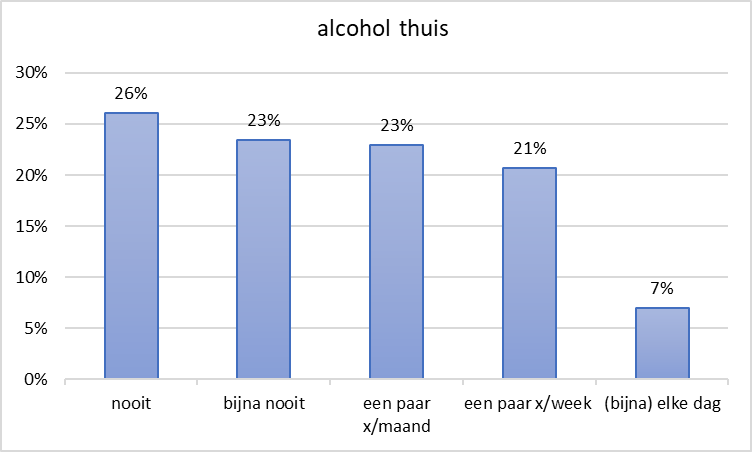 alcohol thuis
30%
25%
20%
15%
10%
5%
0%
26%
23%
23%
21%
7%
nooit
bijna nooit
een paar
x/maand
een paar x/week
(bijna) elke dag